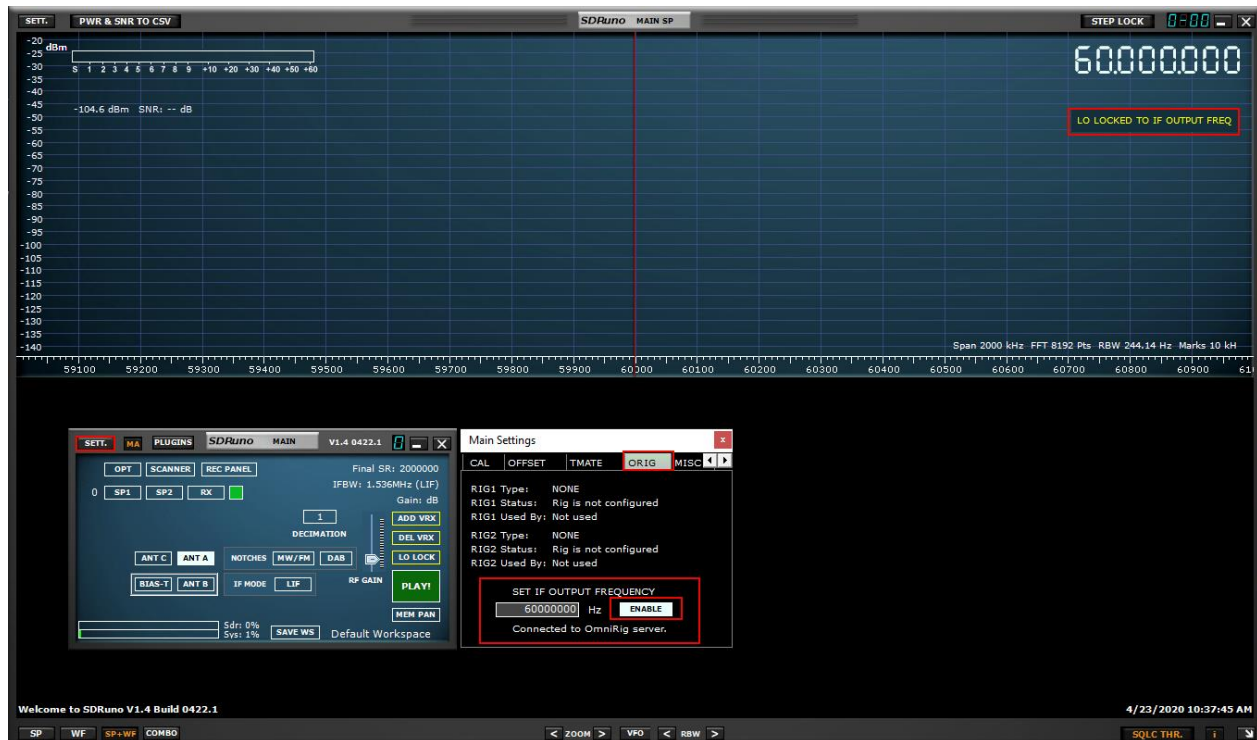 SETT. PWR & SNR TO CSV SDRuno MAIN SP STEP LOCK 0-00
-20 dBm
-25
-30 S 1 2 3 4 5 6 7 8 9 +10 +20 +30 +40 +50 +60
60.000.000
-35
-40
-45 -104.6 dBm SNR: -- dB
-50 LO LOCKED TO IF OUTPUT FREQ
-55
-60
-65
-70
-75
-80
-85
-90
-95
-100
-105
-110
-115
-120
-125
-130
-135
-140 Span 2000 kHz FFT 8192 Pts RBW 244.14 Hz Marks 10 kH
59100 59200 59300 59400 59500 59600 59700 59800 59900 60000 60100 60200 60300 60400 60500 60600 60700 60800 60900 61
SETT. MA PLUGINS SDRuno MAIN V1.4 0422.1 0 X
OPT SCANNER REC PANEL Final SR: 2000000
IFBW: 1.536MHz (LIF)
0 SP1 SP2 RX Gain: dB
1 ADD VRX
DECIMATION DEL VRX
ANT C ANT A NOTCHES MW/FM DAB LO LOCK
BIAS-T ANT B IF MODE LIF RF GAIN PLAY!
MEM PAN
Sdr: 0%
Sys: 1% SAVE WS Default Workspace
Main Settings x
CAL OFFSET TMATE ORIG MISC
RIG1 Type: NONE
RIG1 Status: Rig is not configured
RIG1 Used By: Not used
RIG2 Type: NONE
RIG2 Status: Rig is not configured
RIG2 Used By: Not used
SET IF OUTPUT FREQUENCY
60000000 Hz ENABLE
Connected to OmniRig server.
Welcome to SDRuno V1.4 Build 0422.1 4/23/2020 10:37:45 AM
SP WF SP+WF COMBO < ZOOM > VFO < RBW > SQLC THR. i